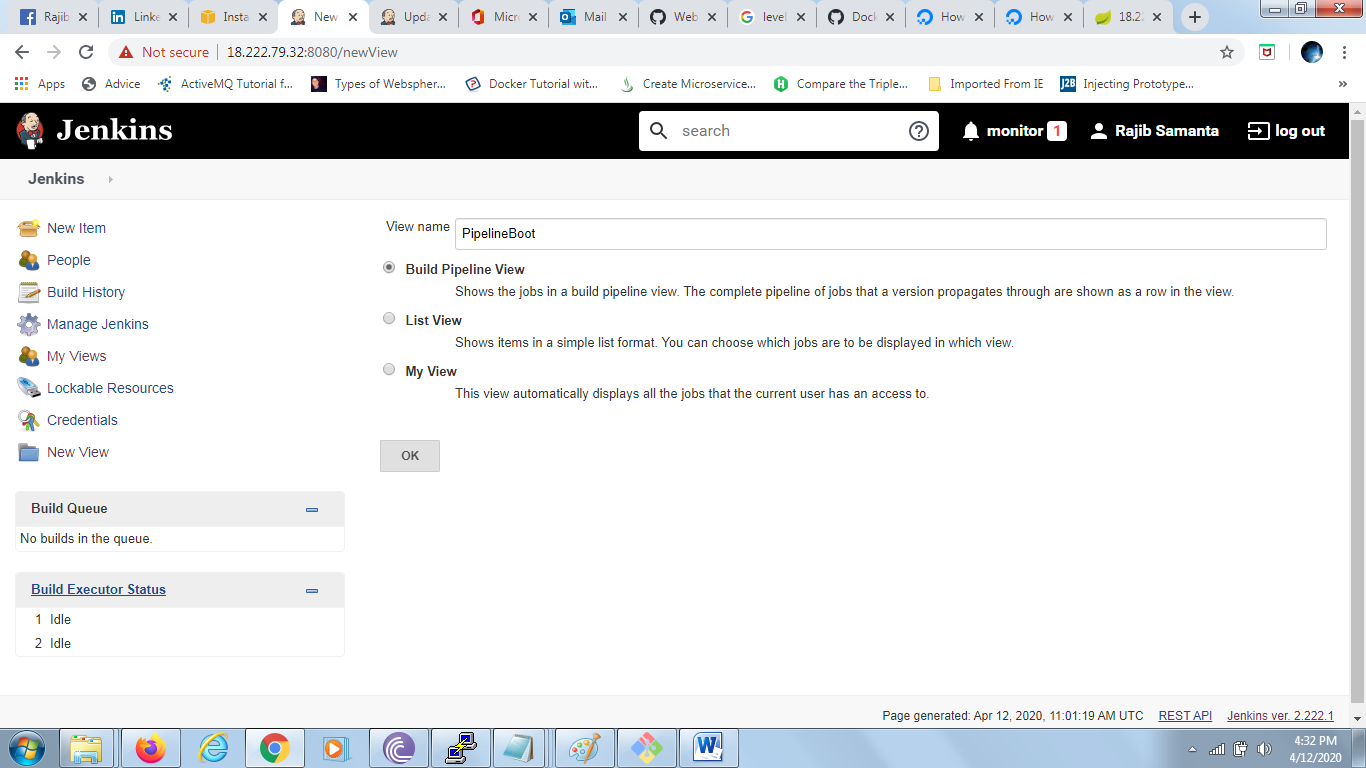 Rajib
Linke
Insta
New
Upda
Micro
Mail
Web
level
Dock
How
How
18.22
Not secure
18.222.79.32:8080/newView
Apps
Advice
ActiveMQ Tutorial f...
Types of Webspher...
Docker Tutorial wit...
Create Microservice...
Compare the Triple...
Imported From IE
J2B
Injecting Prototype...
»
Jenkins
search
monitor 1
Rajib Samanta
log out
Jenkins
New Item
People
Build History
Manage Jenkins
My Views
Lockable Resources
Credentials
New View
Build Queue
No builds in the queue.
Build Executor Status
1 Idle
2 Idle
View name
PipelineBoot
Build Pipeline View
Shows the jobs in a build pipeline view. The complete pipeline of jobs that a version propagates through are shown as a row in the view.
List View
Shows items in a simple list format. You can choose which jobs are to be displayed in which view.
My View
This view automatically displays all the jobs that the current user has an access to.
OK
Page generated: Apr 12, 2020, 11:01:19 AM UTC
REST API
Jenkins ver. 2.222.1
4:32 PM
4/12/2020